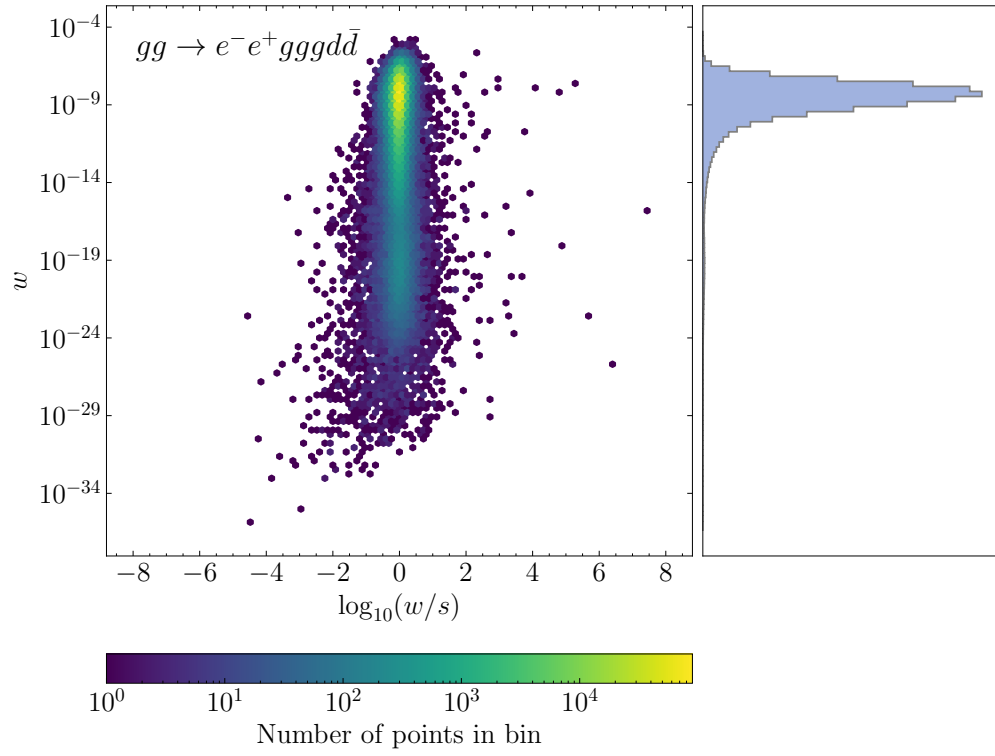 gg → e⁻e⁺gggdd̄
10⁻⁴
10⁻⁹
10⁻¹⁴
10⁻¹⁹
10⁻²⁴
10⁻²⁹
10⁻³⁴
w
−8 −6 −4 −2 0 2 4 6 8
log₁₀(w/s)
10⁰ 10¹ 10² 10³ 10⁴
Number of points in bin